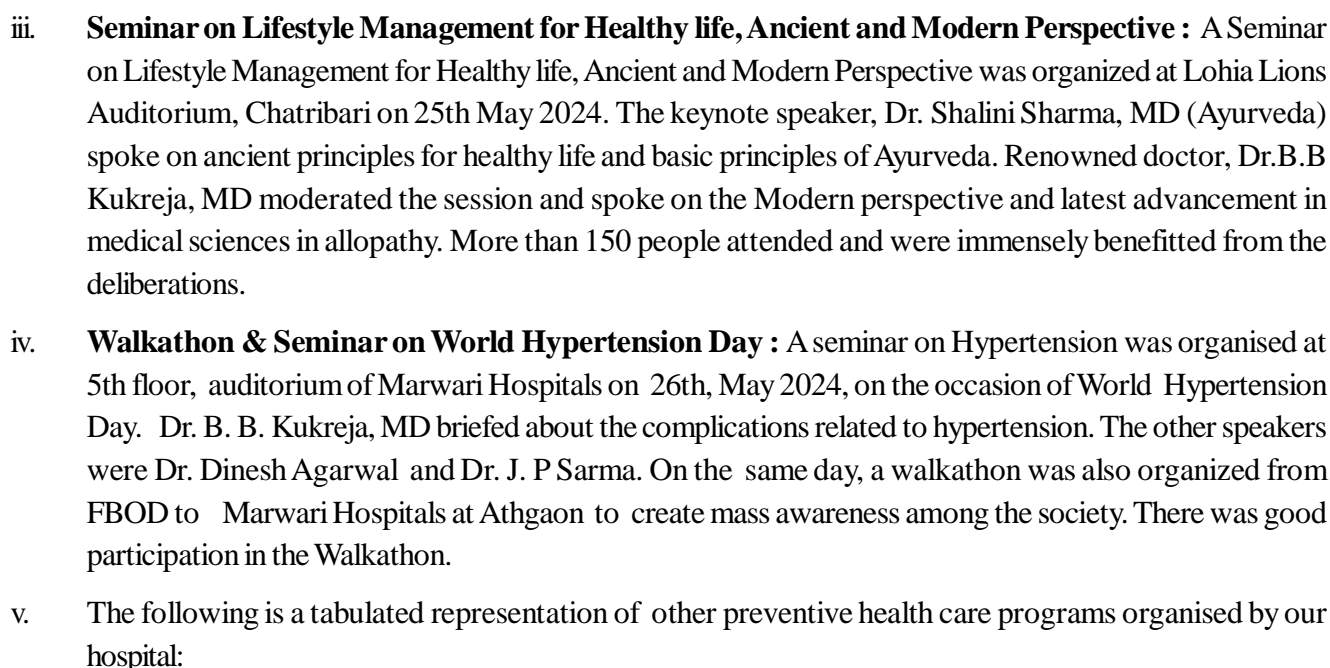 iii. Seminar on Lifestyle Management for Healthy life, Ancient and Modern Perspective : A Seminar
on Lifestyle Management for Healthy life, Ancient and Modern Perspective was organized at Lohia Lions
Auditorium, Chatribari on 25th May 2024. The keynote speaker, Dr. Shalini Sharma, MD (Ayurveda)
spoke on ancient principles for healthy life and basic principles of Ayurveda. Renowned doctor, Dr.B.B
Kukreja, MD moderated the session and spoke on the Modern perspective and latest advancement in
medical sciences in allopathy. More than 150 people attended and were immensely benefitted from the
deliberations.
iv. Walkathon & Seminar on World Hypertension Day : A seminar on Hypertension was organised at
5th floor, auditorium of Marwari Hospitals on 26th, May 2024, on the occasion of World Hypertension
Day. Dr. B. B. Kukreja, MD briefed about the complications related to hypertension. The other speakers
were Dr. Dinesh Agarwal and Dr. J. P Sarma. On the same day, a walkathon was also organized from
FBOD to Marwari Hospitals at Athgaon to create mass awareness among the society. There was good
participation in the Walkathon.
v. The following is a tabulated representation of other preventive health care programs organised by our
hospital: